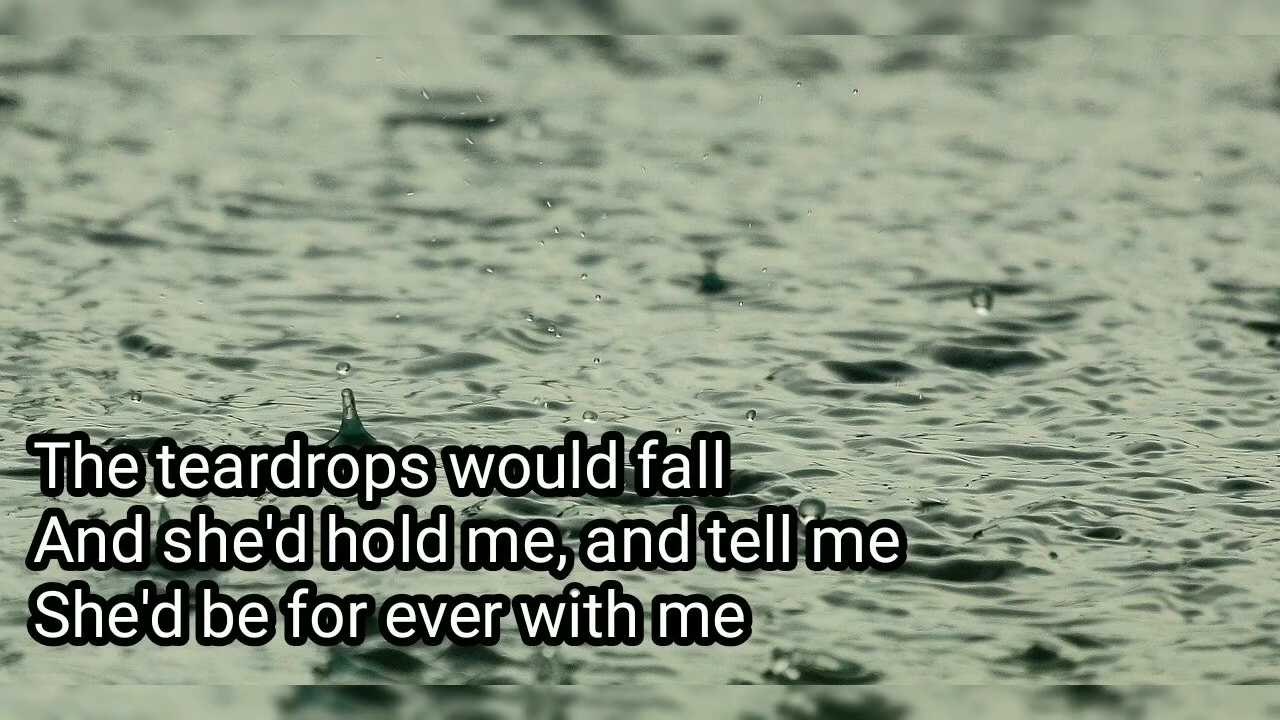 The teardrops would fall
And she'd hold me, and tell me
She'd be for ever with me